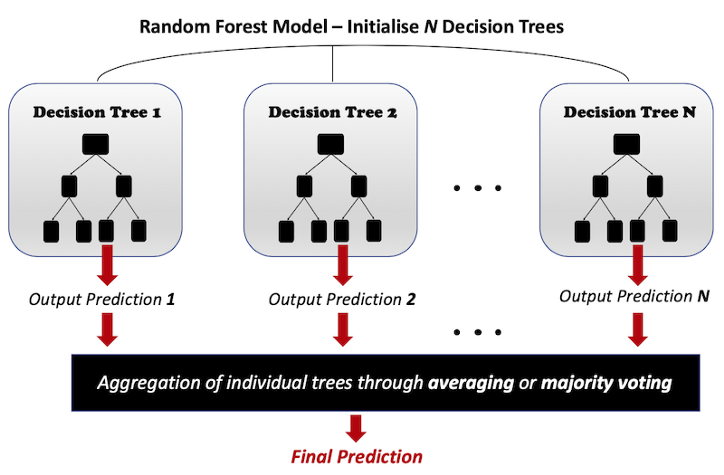 Random Forest Model – Initialise N Decision Trees
Decision Tree 1
Decision Tree 2
Decision Tree N
. . .
Output Prediction 1
Output Prediction 2
Output Prediction N
. . .
Aggregation of individual trees through averaging or majority voting
Final Prediction